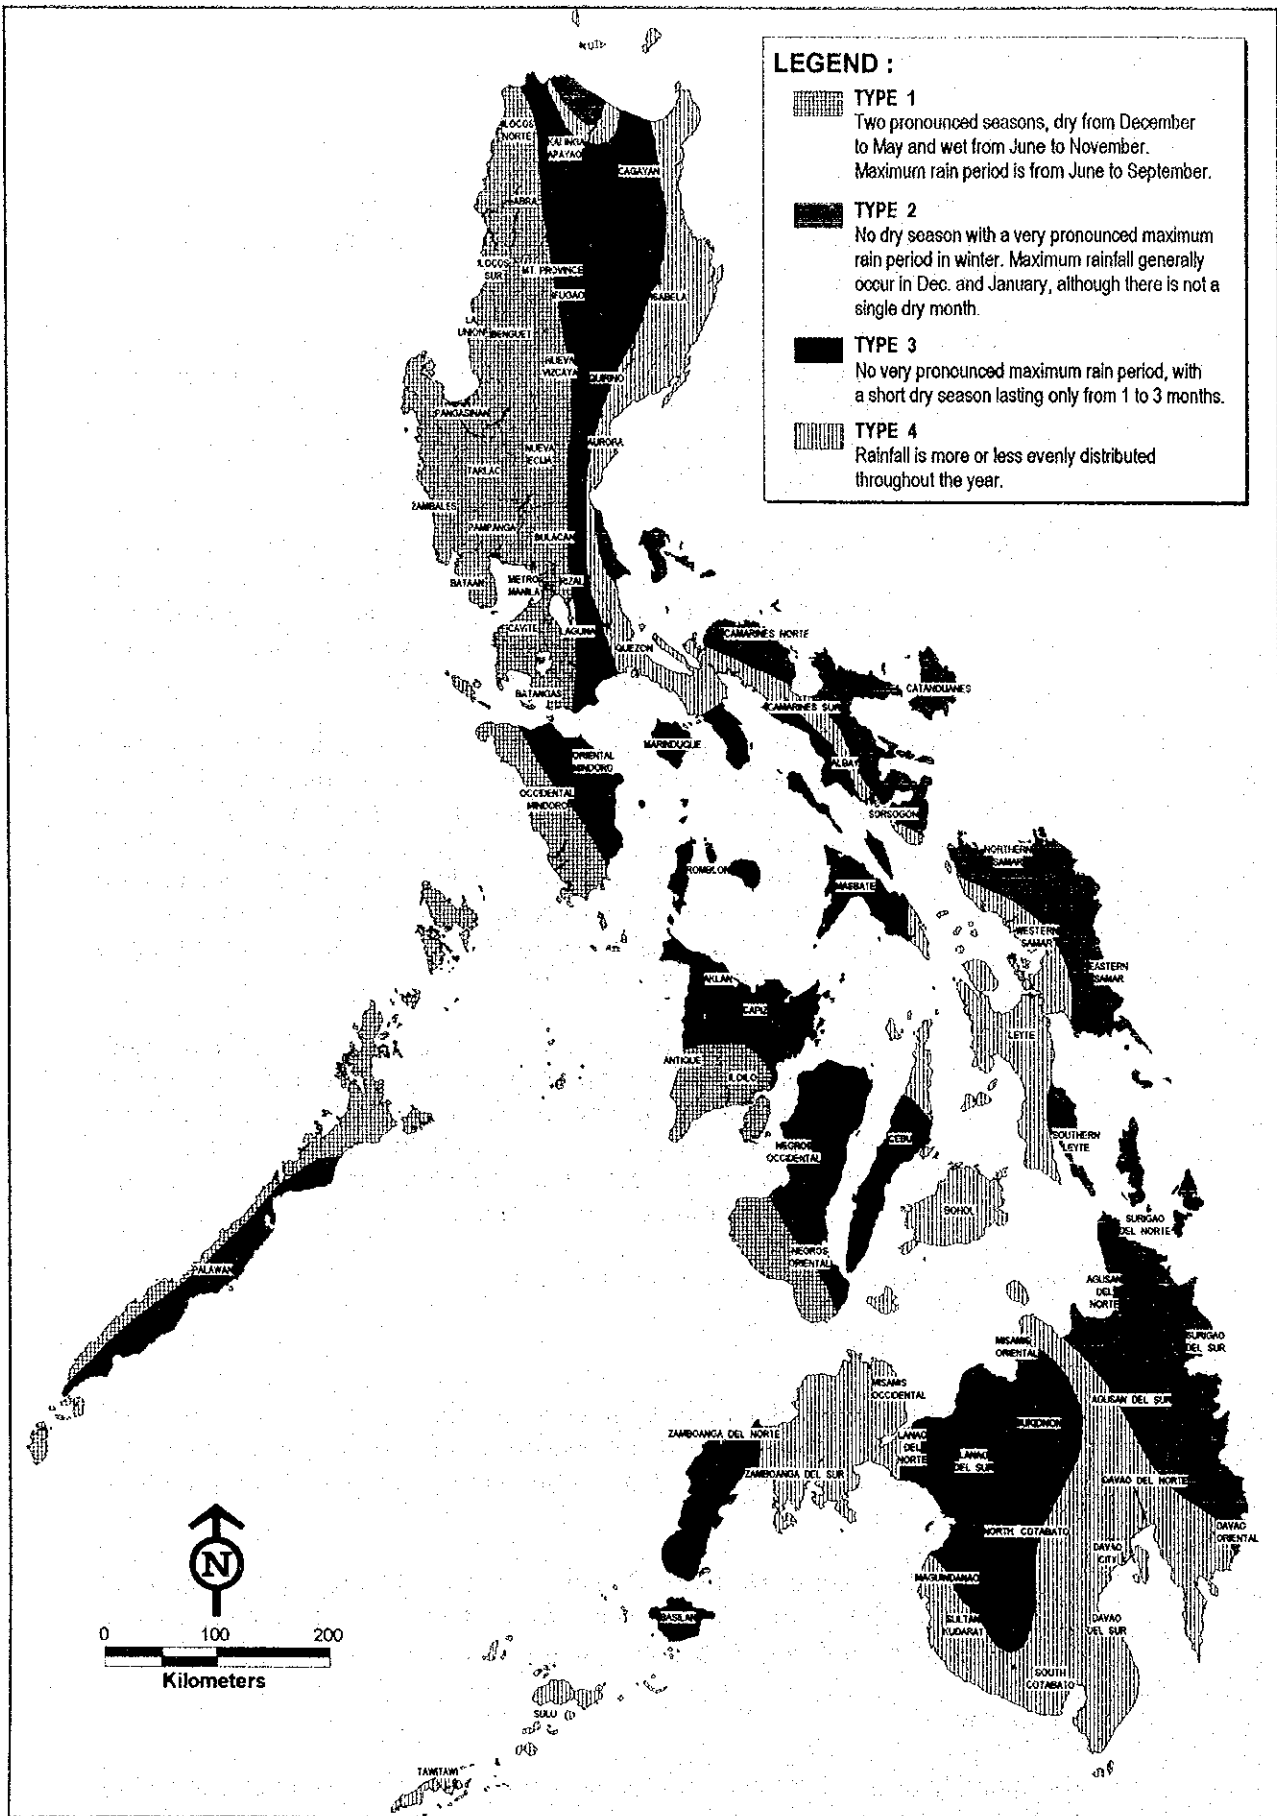 LEGEND :
TYPE 1
Two pronounced seasons, dry from December
to May and wet from June to November.
Maximum rain period is from June to September.
TYPE 2
No dry season with a very pronounced maximum
rain period in winter. Maximum rainfall generally
occur in Dec. and January, although there is not a
single dry month.
TYPE 3
No very pronounced maximum rain period, with
a short dry season lasting only from 1 to 3 months.
TYPE 4
Rainfall is more or less evenly distributed
throughout the year.
ILOCOS
NORTE
KALINGA
APAYAO
CAGAYAN
ABRA
ILOCOS
SUR
MT. PROVINCE
IFUGAO
ISABELA
LA
UNION
BENGUET
NUEVA
VIZCAYA
QUIRINO
PANGASINAN
AURORA
NUEVA
ECIJA
TARLAC
ZAMBALES
PAMPANGA
BULACAN
BATAAN
METRO
MANILA
RIZAL
CAVITE
LAGUNA
QUEZON
CAMARINES NORTE
BATANGAS
CATANDUANES
CAMARINES SUR
MARINDUQUE
ORIENTAL
MINDORO
ALBAY
OCCIDENTAL
MINDORO
SORSOGON
NORTHERN
SAMAR
ROMBLON
MASBATE
WESTERN
SAMAR
EASTERN
SAMAR
AKLAN
CAPIZ
LEYTE
ANTIQUE
ILOILO
CEBU
SOUTHERN
LEYTE
NEGROS
OCCIDENTAL
BOHOL
SURIGAO
DEL NORTE
NEGROS
ORIENTAL
PALAWAN
AGUSAN
DEL
NORTE
SURIGAO
DEL SUR
MISAMIS
ORIENTAL
MISAMIS
OCCIDENTAL
AGUSAN DEL SUR
BUKIDNON
ZAMBOANGA DEL NORTE
LANAO
DEL
NORTE
LANAO
DEL SUR
ZAMBOANGA DEL SUR
DAVAO DEL NORTE
NORTH COTABATO
DAVAO
ORIENTAL
DAVAO
CITY
MAGUINDANAO
BASILAN
SULTAN
KUDARAT
DAVAO
DEL SUR
SOUTH
COTABATO
SULU
TAWITAWI
N
0 100 200
Kilometers